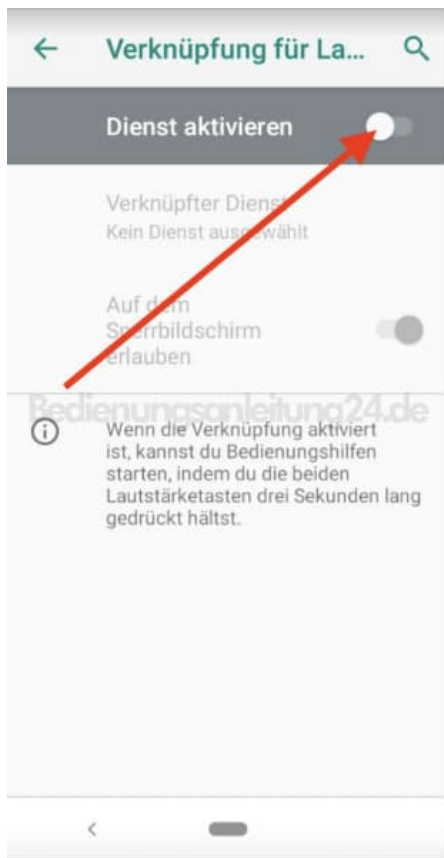 Verknüpfung für La...
Dienst aktivieren
Verknüpfter Dienst
Kein Dienst ausgewählt
Auf dem
Sperrbildschirm
erlauben
Bedienungsanleitung24.de
Wenn die Verknüpfung aktiviert
ist, kannst du Bedienungshilfen
starten, indem du die beiden
Lautstärketasten drei Sekunden lang
gedrückt hältst.